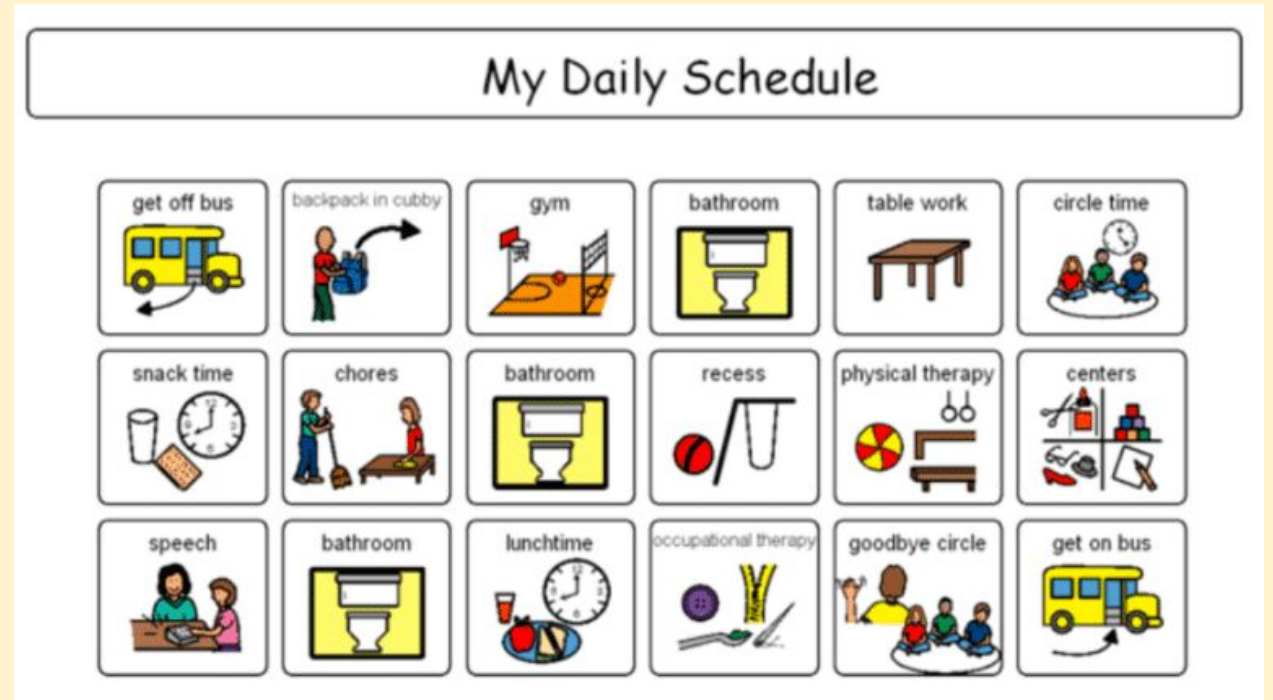 My Daily Schedule
get off bus
backpack in cubby
gym
bathroom
table work
circle time
snack time
chores
bathroom
recess
physical therapy
centers
speech
bathroom
lunchtime
occupational therapy
goodbye circle
get on bus